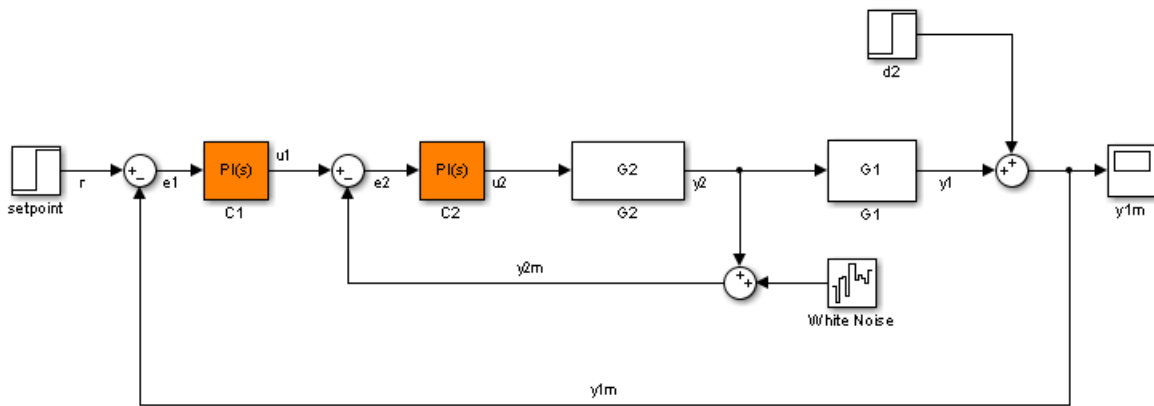 d2
setpoint
r
+
−
e1
PI(s)
C1
u1
+
−
e2
PI(s)
C2
u2
G2
G2
y2
G1
G1
y1
+
+
y1m
y2m
+
+
White Noise
y1m